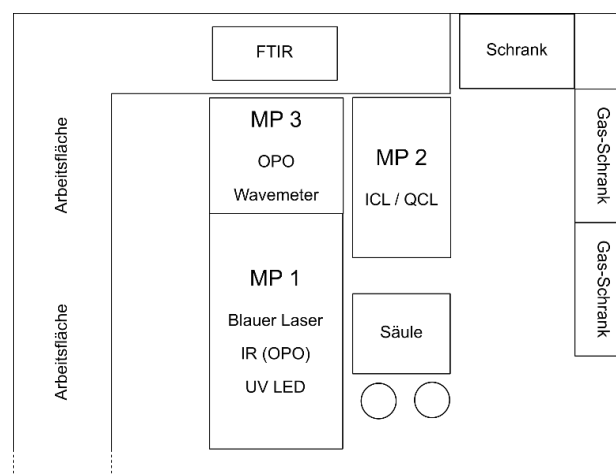 FTIR
Schrank
Arbeitsfläche
MP 3
OPO
Wavemeter
MP 2
ICL / QCL
Gas-Schrank
Gas-Schrank
Arbeitsfläche
MP 1
Blauer Laser
IR (OPO)
UV LED
Säule